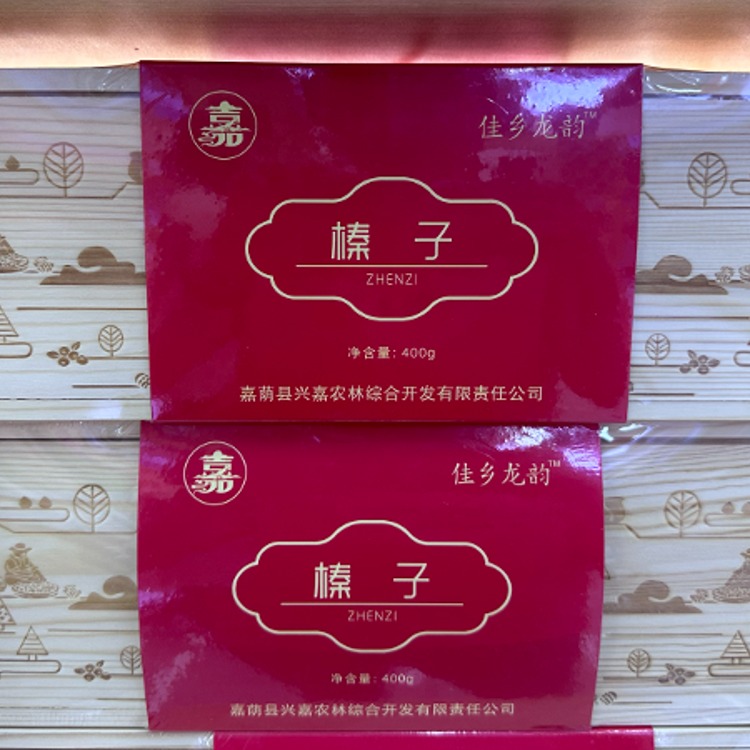 嘉
佳乡龙韵™
榛子
ZHENZI
净含量：400g
嘉荫县兴嘉农林综合开发有限责任公司
嘉
佳乡龙韵™
榛子
ZHENZI
净含量：400g
嘉荫县兴嘉农林综合开发有限责任公司